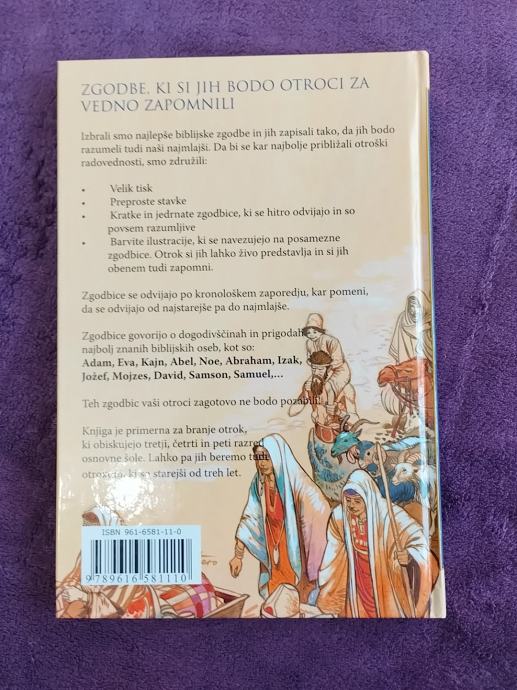 ZGODBE, KI SI JIH BODO OTROCI ZA
VEDNO ZAPOMNILI
Izbrali smo najlepše biblijske zgodbe in jih zapisali tako, da jih bodo
razumeli tudi naši najmlajši. Da bi se kar najbolje približali otroški
radovednosti, smo združili:
• Velik tisk
• Preproste stavke
• Kratke in jedrnate zgodbice, ki se hitro odvijajo in so
povsem razumljive
• Barvite ilustracije, ki se navezujejo na posamezne
zgodbice. Otrok si jih lahko živo predstavlja in si jih
obenem tudi zapomni.
Zgodbice se odvijajo po kronološkem zaporedju, kar pomeni,
da se odvijajo od najstarejše pa do najmlajše.
Zgodbice govorijo o dogodivščinah in prigodah
najbolj znanih biblijskih oseb, kot so:
Adam, Eva, Kajn, Abel, Noe, Abraham, Izak,
Jožef, Mojzes, David, Samson, Samuel,...
Teh zgodbic vaši otroci zagotovo ne bodo pozabili!
Knjiga je primerna za branje otrok,
ki obiskujejo tretji, četrti in peti razred
osnovne šole. Lahko pa jih beremo tudi
otrokom, ki so starejši od treh let.
ISBN 961-6581-11-0
9789616581110